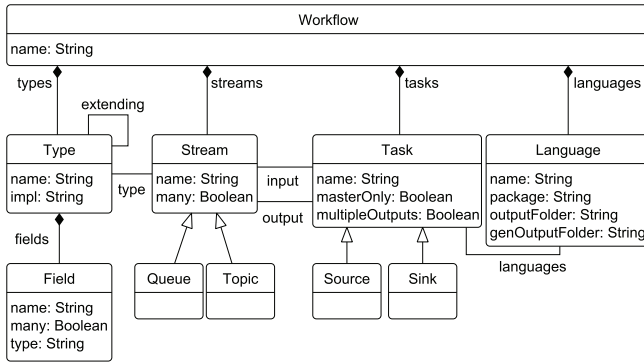 Workflow
name: String
types
streams
tasks
languages
extending
Type
name: String
impl: String
type
Stream
name: String
many: Boolean
input
output
Task
name: String
masterOnly: Boolean
multipleOutputs: Boolean
Language
name: String
package: String
outputFolder: String
genOutputFolder: String
languages
fields
Field
name: String
many: Boolean
type: String
Queue
Topic
Source
Sink